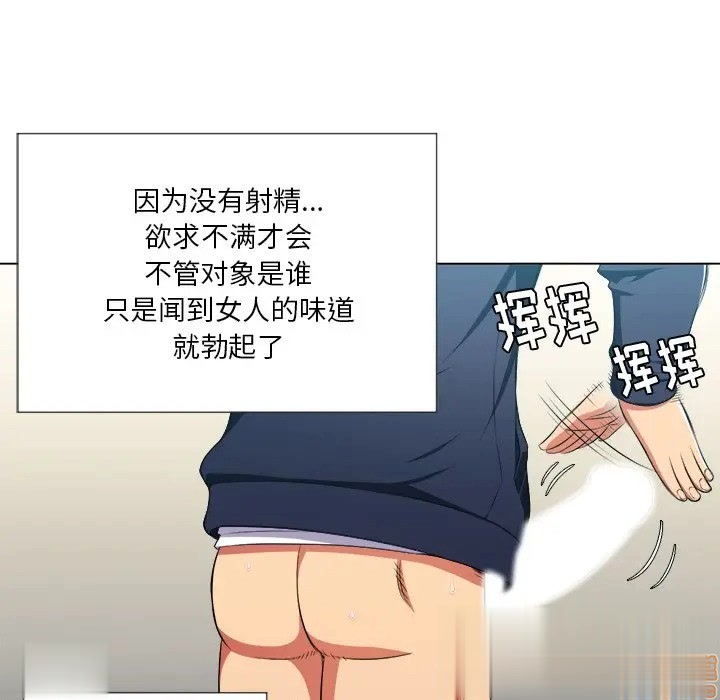 因为没有射精...
欲求不满才会
不管对象是谁
只是闻到女人的味道
就勃起了
挥挥
挥挥